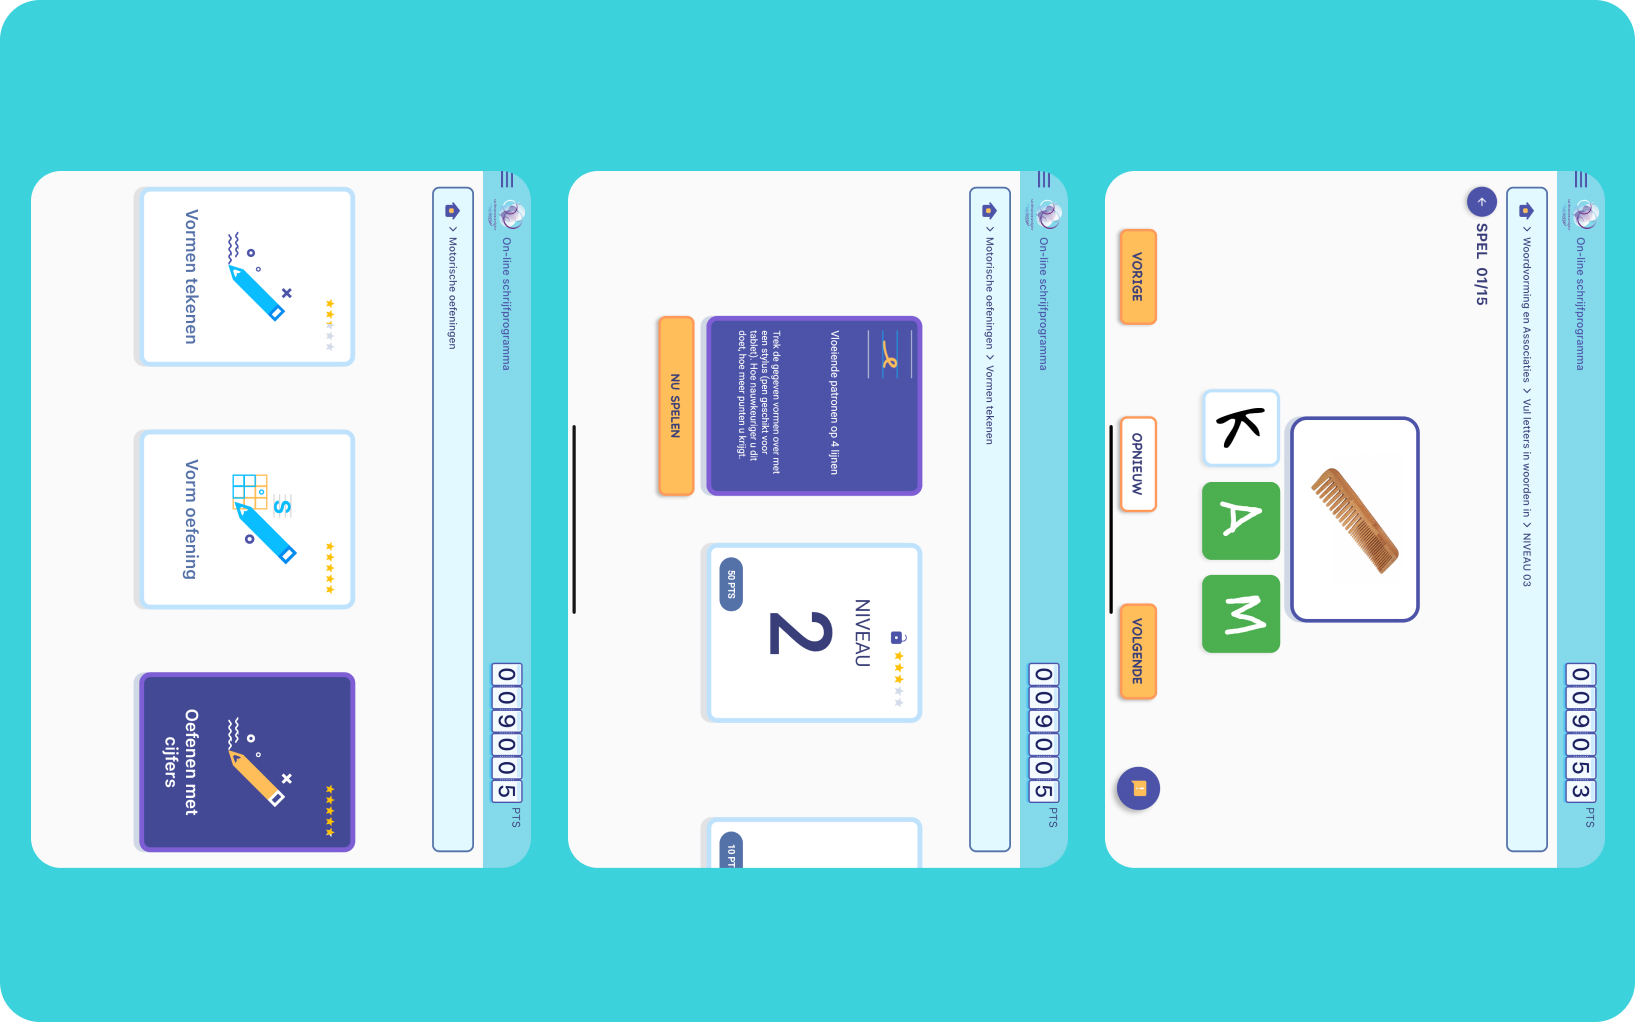 On-line schrijfprogramma
009053 PTS
Woordvorming en Associaties > Vul letters in woorden in > NIVEAU 03
SPEL 01/15
K A M
VORIGE
OPNIEUW
VOLGENDE
On-line schrijfprogramma
009005 PTS
Motorische oefeningen > Vormen tekenen
Vloeiende patronen op 4 lijnen
Trek de gegeven vormen over met
een stylus (pen geschikt voor
tablet). Hoe nauwkeuriger u dit
doet, hoe meer punten u krijgt.
NU SPELEN
NIVEAU
2
50 PTS
10 PT
On-line schrijfprogramma
009005 PTS
Motorische oefeningen
Vormen tekenen
S
Vorm oefening
Oefenen met
cijfers